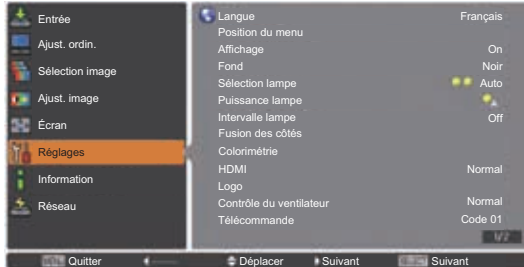 Entrée
Ajust. ordin.
Sélection image
Ajust. image
Écran
Réglages
Information
Réseau
Langue Français
Position du menu
Affichage On
Fond Noir
Sélection lampe Auto
Puissance lampe A
Intervalle lampe Off
Fusion des côtés
Colorimétrie
HDMI Normal
Logo
Contrôle du ventilateur Normal
Télécommande Code 01
1/2
MENU Quitter Déplacer Suivant Suivant